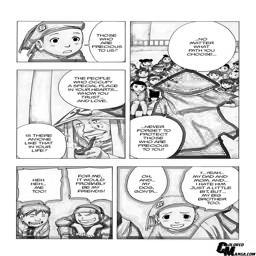 THOSE
WHO
ARE
PRECIOUS
TO US?
NO
MATTER
WHAT
PATH YOU
CHOOSE...
THE PEOPLE
WHO OCCUPY
A SPECIAL PLACE
IN YOUR HEARTS...
WHOM YOU
TRUST
AND LOVE.
IS THERE
ANYONE
LIKE THAT
IN YOUR
LIFE?
...NEVER
FORGET TO
PROTECT
THOSE
WHO ARE
PRECIOUS
TO YOU!
HEH,
HEH...
ME
TOO!
FOR ME,
IT WOULD
PROBABLY
BE MY
FRIENDS!
OH,
AND...
MY
DOG,
GONTA...
Y...YEAH...
MY DAD
AND MOM, AND...
I HATE HIM
JUST A LITTLE
BIT, BUT...
MY BIG
BROTHER
TOO.
COLORED
MANGA.COM